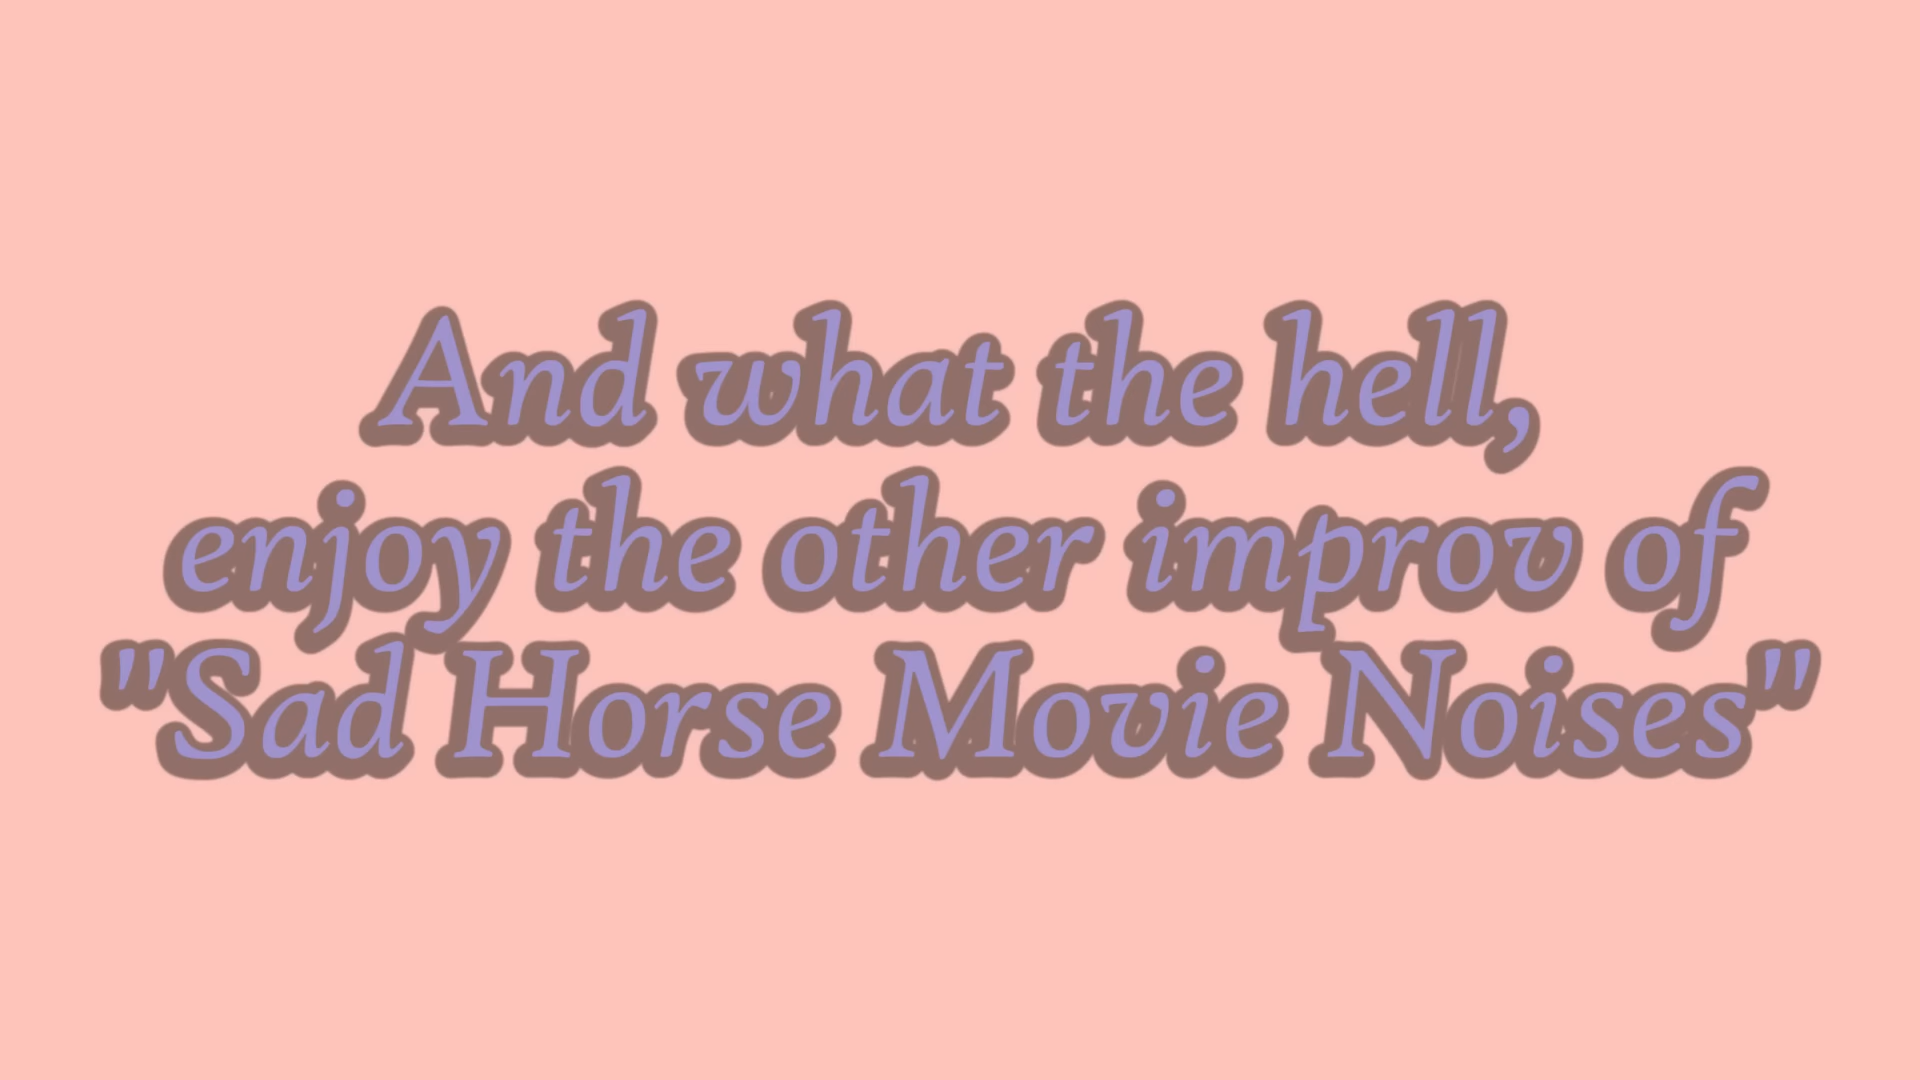 And what the hell,
enjoy the other improv of
"Sad Horse Movie Noises"